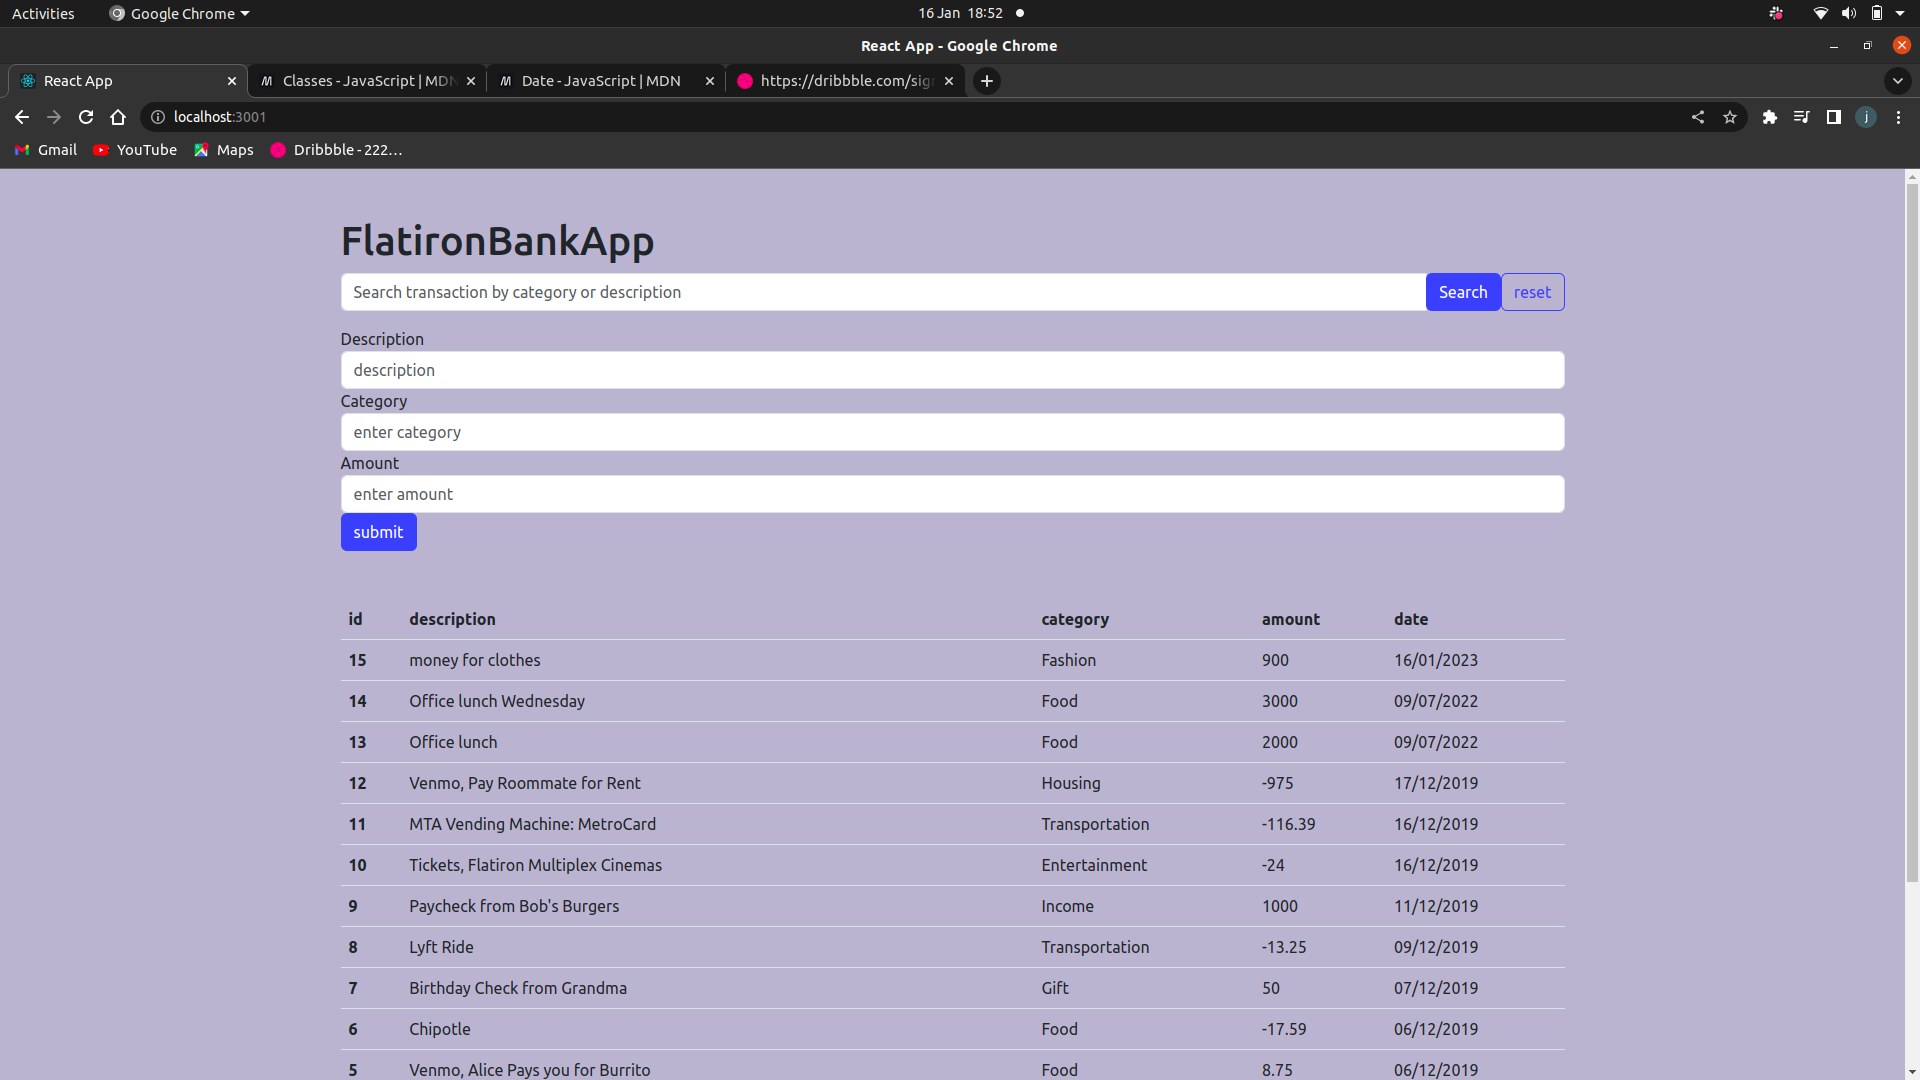 Activities Google Chrome 16 Jan 18:52
React App - Google Chrome
React App Classes - JavaScript | MDN Date - JavaScript | MDN https://dribbble.com/sig
localhost:3001 j
Gmail YouTube Maps Dribbble - 222...
FlatironBankApp
Search transaction by category or description Search reset
Description
description
Category
enter category
Amount
enter amount
submit
id description category amount date
15 money for clothes Fashion 900 16/01/2023
14 Office lunch Wednesday Food 3000 09/07/2022
13 Office lunch Food 2000 09/07/2022
12 Venmo, Pay Roommate for Rent Housing -975 17/12/2019
11 MTA Vending Machine: MetroCard Transportation -116.39 16/12/2019
10 Tickets, Flatiron Multiplex Cinemas Entertainment -24 16/12/2019
9 Paycheck from Bob's Burgers Income 1000 11/12/2019
8 Lyft Ride Transportation -13.25 09/12/2019
7 Birthday Check from Grandma Gift 50 07/12/2019
6 Chipotle Food -17.59 06/12/2019
5 Venmo, Alice Pays you for Burrito Food 8.75 06/12/2019